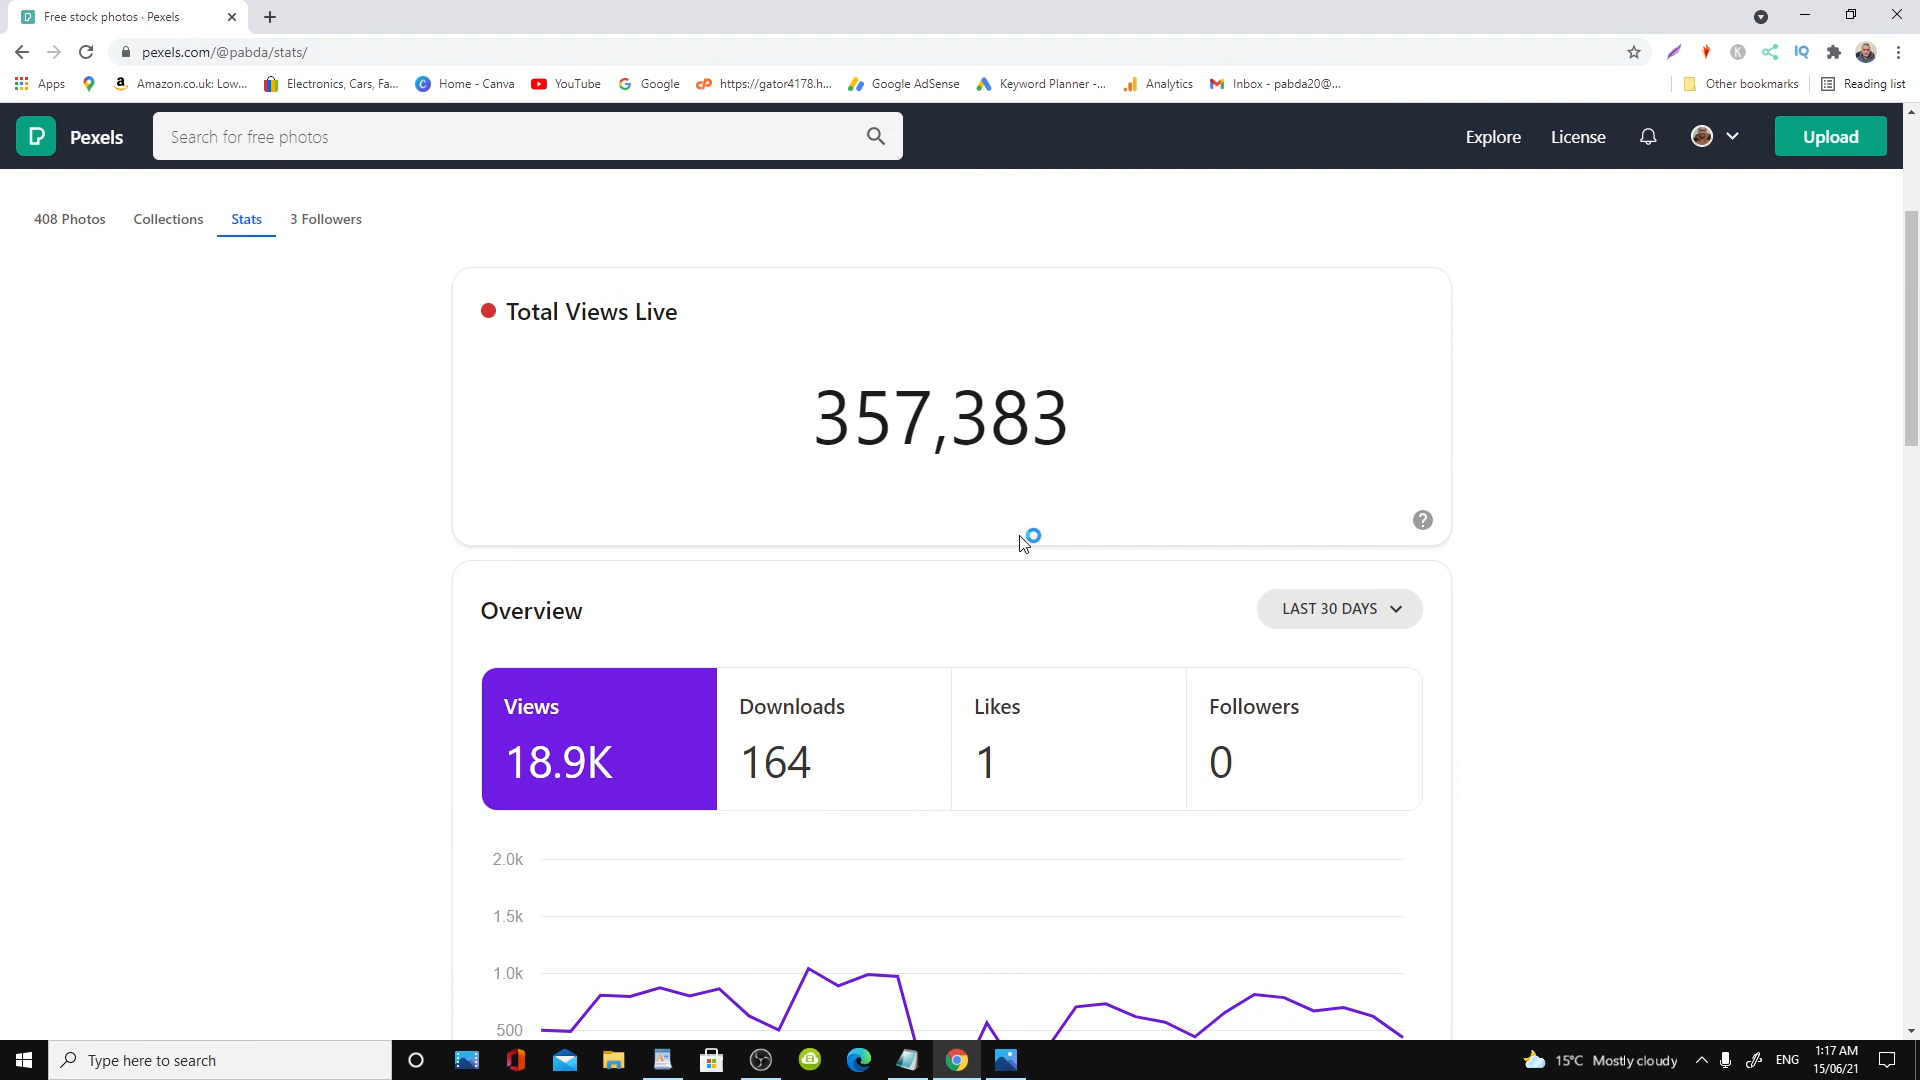 Free stock photos · Pexels
pexels.com/@pabda/stats/
Apps
Amazon.co.uk: Low...
Electronics, Cars, Fa...
Home - Canva
YouTube
Google
https://gator4178.h...
Google AdSense
Keyword Planner -...
Analytics
Inbox - pabda20@...
Other bookmarks
Reading list
Pexels
Search for free photos
Explore
License
Upload
408 Photos
Collections
Stats
3 Followers
Total Views Live
357,383
?
Overview
LAST 30 DAYS
Views
18.9K
Downloads
164
Likes
1
Followers
0
2.0k
1.5k
1.0k
500
Type here to search
15°C Mostly cloudy
ENG
1:17 AM
15/06/21